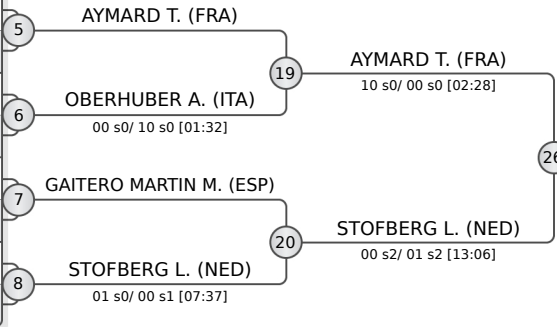 AYMARD T. (FRA)
5
19
AYMARD T. (FRA)
10 s0/ 00 s0 [02:28]
OBERHUBER A. (ITA)
6
00 s0/ 10 s0 [01:32]
26
GAITERO MARTIN M. (ESP)
7
20
STOFBERG L. (NED)
00 s2/ 01 s2 [13:06]
STOFBERG L. (NED)
8
01 s0/ 00 s1 [07:37]